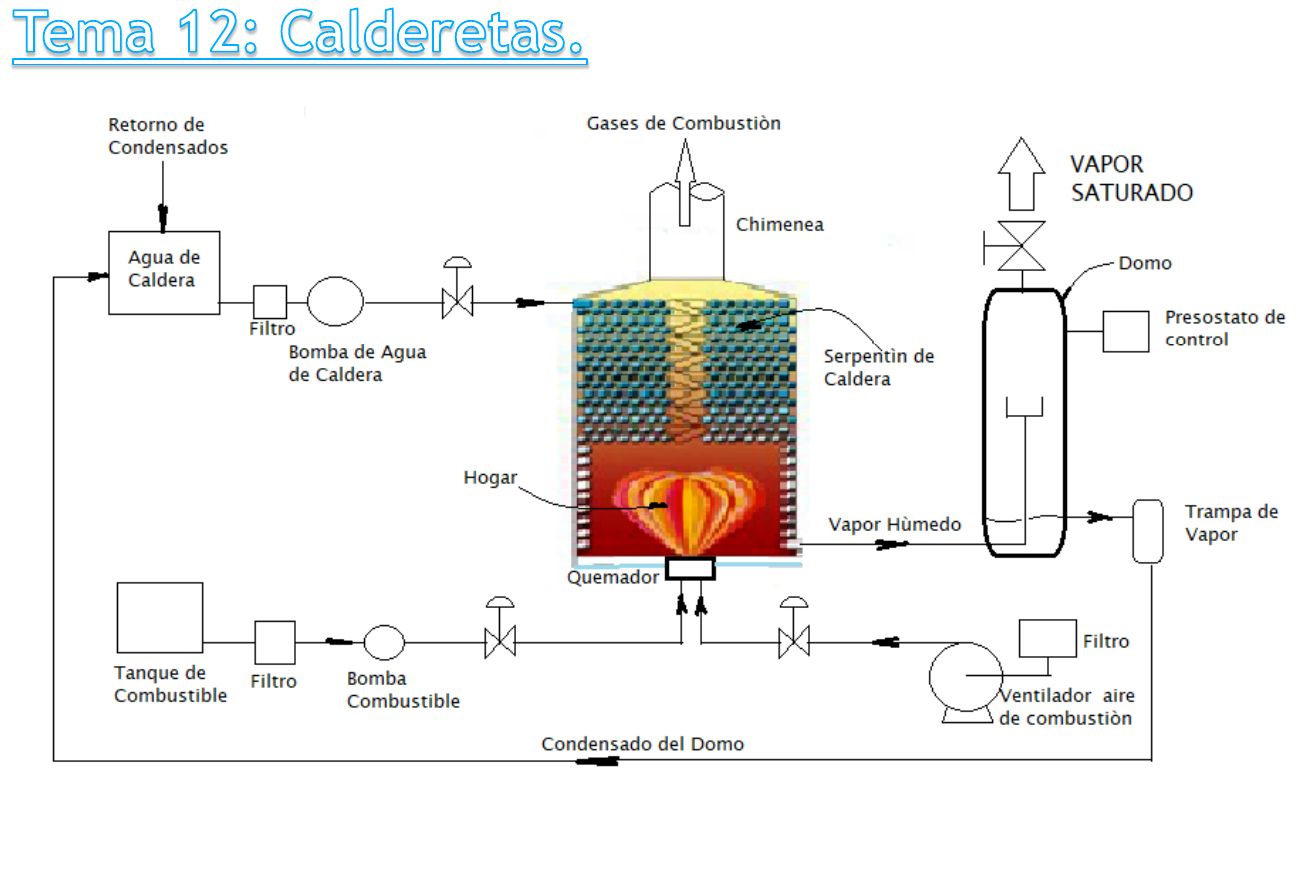 Tema 12: Calderetas.
Retorno de
Condensados
Gases de Combustiòn
VAPOR
SATURADO
Chimenea
Agua de
Caldera
Domo
Filtro
Presostato de
control
Bomba de Agua
de Caldera
Serpentìn de
Caldera
Hogar
Vapor Hùmedo
Trampa de
Vapor
Quemador
Filtro
Tanque de
Combustible
Filtro
Bomba
Combustible
Ventilador aire
de combustiòn
Condensado del Domo